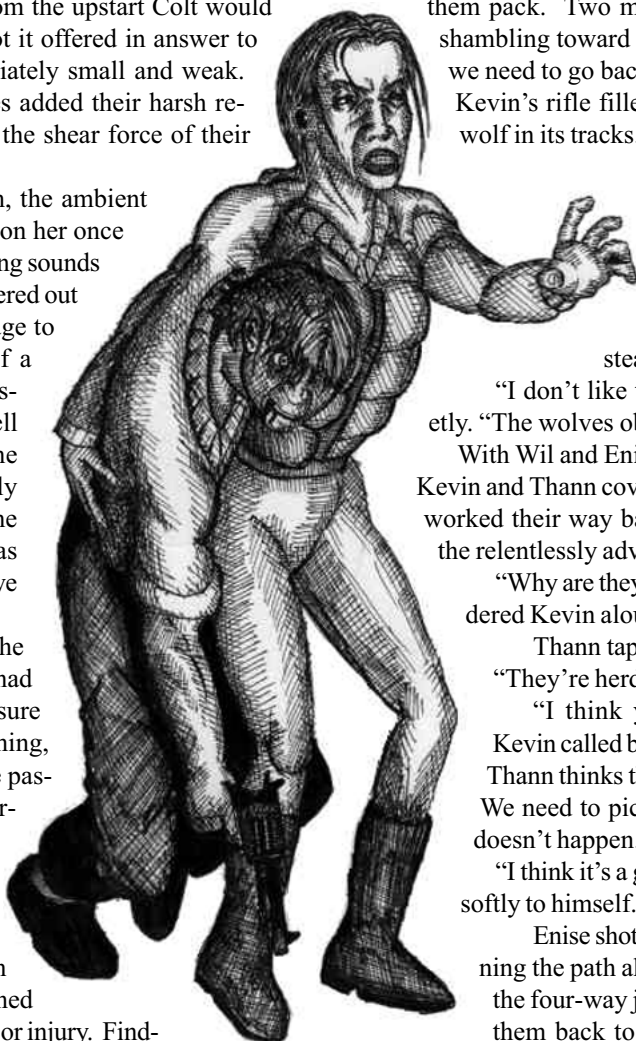 om the upstart Colt would
ot it offered in answer to
iately small and weak.
es added their harsh re-
the shear force of their
n, the ambient
on her once
ng sounds
ered out
ge to
f a
s-
ell
ne
ly
ne
as
ve
he
had
sure
ning,
e pas-
r-
n
ned
or injury. Find-
them pack. Two m
shambling toward
we need to go bac
Kevin’s rifle fille
wolf in its tracks.
stea
“I don’t like t
etly. “The wolves ob
With Wil and Eni
Kevin and Thann cov
worked their way ba
the relentlessly adv
“Why are they
dered Kevin alou
Thann tap
“They’re herd
“I think y
Kevin called b
Thann thinks t
We need to pic
doesn’t happen.
“I think it’s a g
softly to himself.
Enise shot
ning the path al
the four-way j
them back to